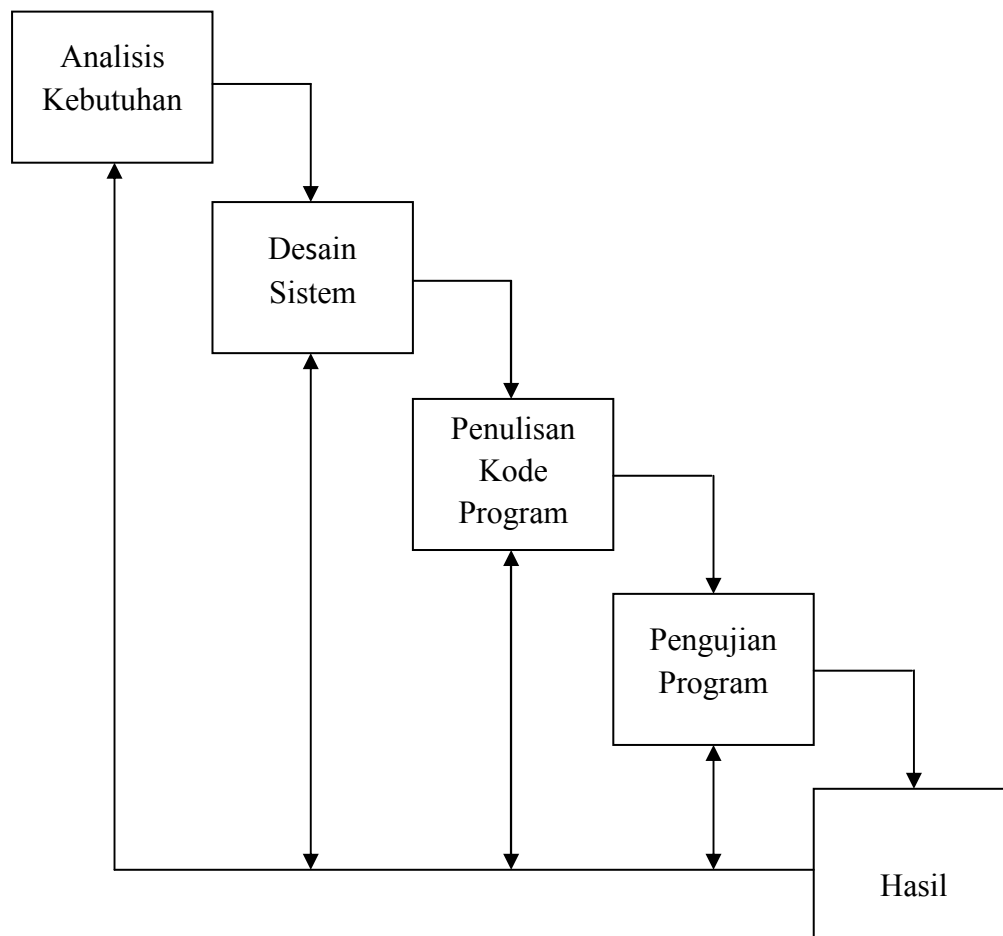 Analisis
Kebutuhan
Desain
Sistem
Penulisan
Kode
Program
Pengujian
Program
Hasil